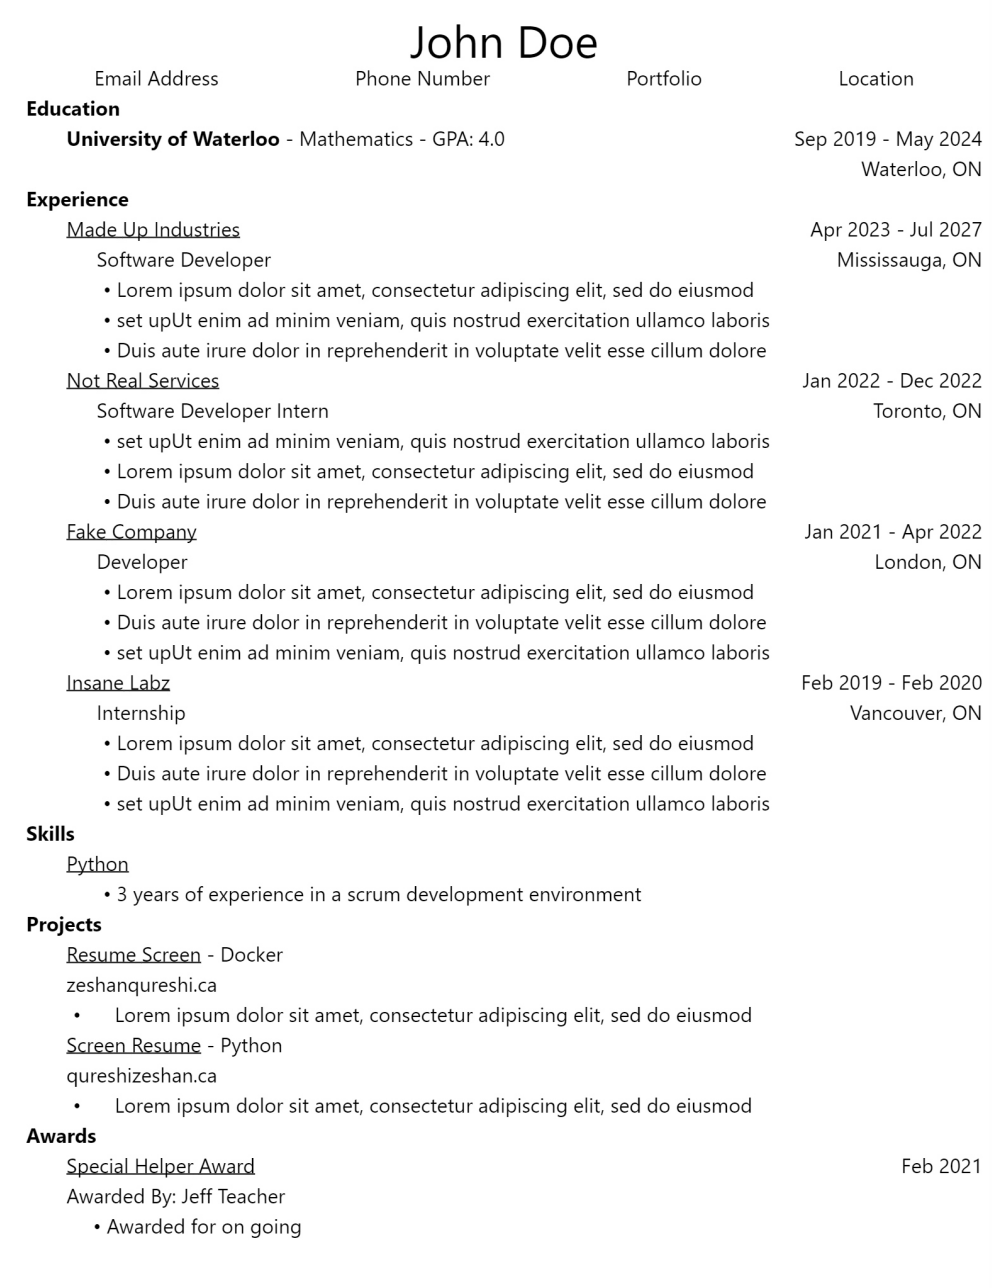 John Doe
Email Address Phone Number Portfolio Location
Education
University of Waterloo - Mathematics - GPA: 4.0 Sep 2019 - May 2024
Waterloo, ON
Experience
Made Up Industries Apr 2023 - Jul 2027
Software Developer Mississauga, ON
• Lorem ipsum dolor sit amet, consectetur adipiscing elit, sed do eiusmod
• set upUt enim ad minim veniam, quis nostrud exercitation ullamco laboris
• Duis aute irure dolor in reprehenderit in voluptate velit esse cillum dolore
Not Real Services Jan 2022 - Dec 2022
Software Developer Intern Toronto, ON
• set upUt enim ad minim veniam, quis nostrud exercitation ullamco laboris
• Lorem ipsum dolor sit amet, consectetur adipiscing elit, sed do eiusmod
• Duis aute irure dolor in reprehenderit in voluptate velit esse cillum dolore
Fake Company Jan 2021 - Apr 2022
Developer London, ON
• Lorem ipsum dolor sit amet, consectetur adipiscing elit, sed do eiusmod
• Duis aute irure dolor in reprehenderit in voluptate velit esse cillum dolore
• set upUt enim ad minim veniam, quis nostrud exercitation ullamco laboris
Insane Labz Feb 2019 - Feb 2020
Internship Vancouver, ON
• Lorem ipsum dolor sit amet, consectetur adipiscing elit, sed do eiusmod
• Duis aute irure dolor in reprehenderit in voluptate velit esse cillum dolore
• set upUt enim ad minim veniam, quis nostrud exercitation ullamco laboris
Skills
Python
• 3 years of experience in a scrum development environment
Projects
Resume Screen - Docker
zeshanqureshi.ca
• Lorem ipsum dolor sit amet, consectetur adipiscing elit, sed do eiusmod
Screen Resume - Python
qureshizeshan.ca
• Lorem ipsum dolor sit amet, consectetur adipiscing elit, sed do eiusmod
Awards
Special Helper Award Feb 2021
Awarded By: Jeff Teacher
• Awarded for on going